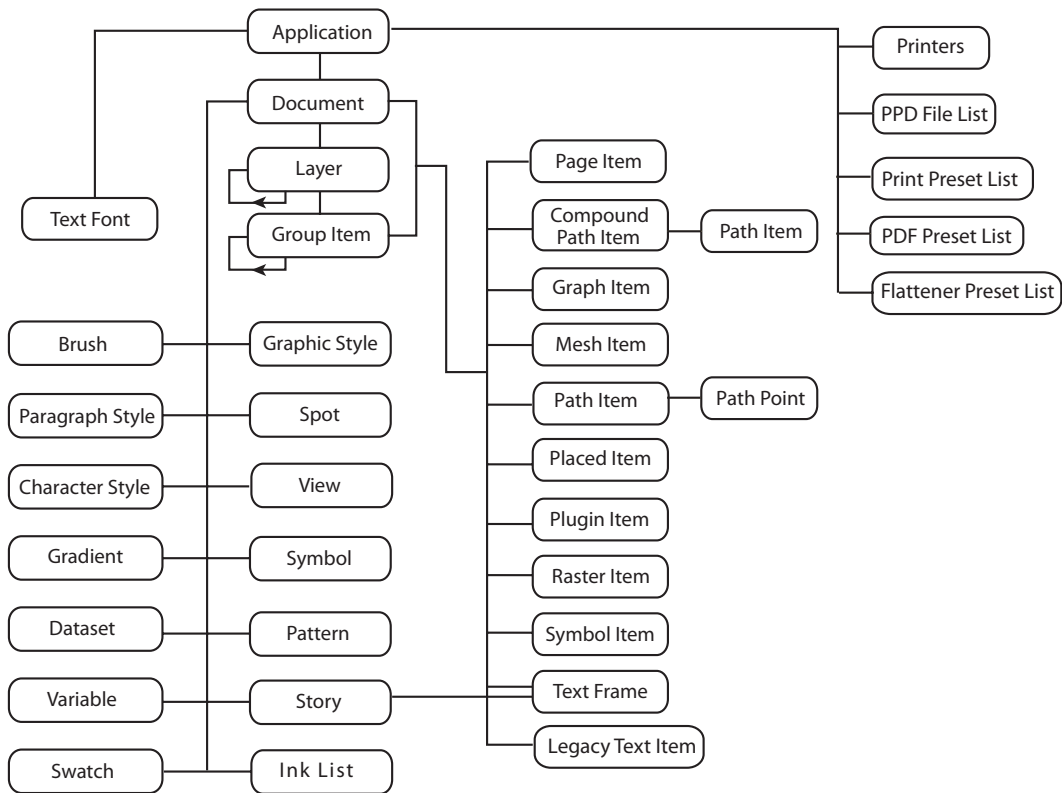 Application
Document
Layer
Group Item
Text Font
Printers
PPD File List
Print Preset List
PDF Preset List
Flattener Preset List
Page Item
Compound
Path Item
Path Item
Graph Item
Mesh Item
Path Item
Path Point
Placed Item
Plugin Item
Raster Item
Symbol Item
Text Frame
Legacy Text Item
Brush
Graphic Style
Paragraph Style
Spot
Character Style
View
Gradient
Symbol
Dataset
Pattern
Variable
Story
Swatch
Ink List